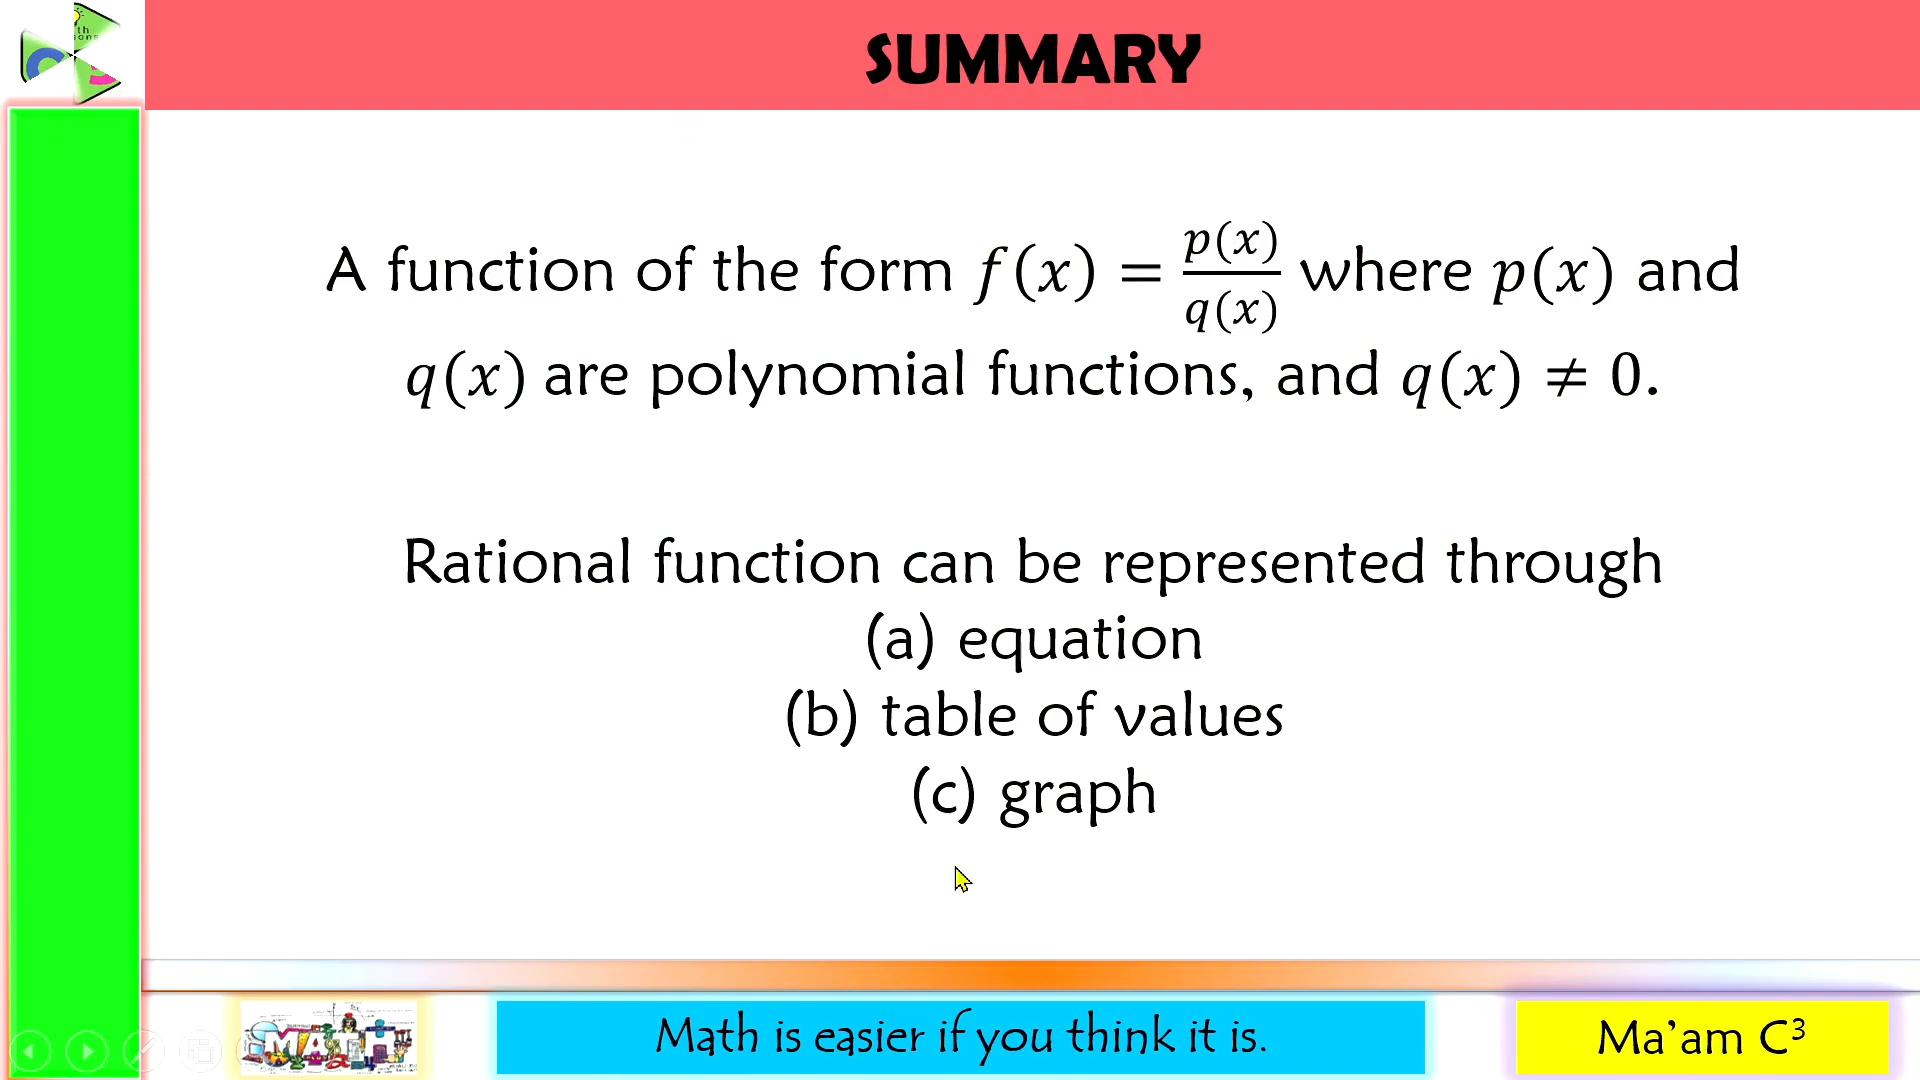 SUMMARY
A function of the form f(x) = p(x)/q(x) where p(x) and
q(x) are polynomial functions, and q(x) ≠ 0.
Rational function can be represented through
(a) equation
(b) table of values
(c) graph
MATH
Math is easier if you think it is.
Ma’am C³